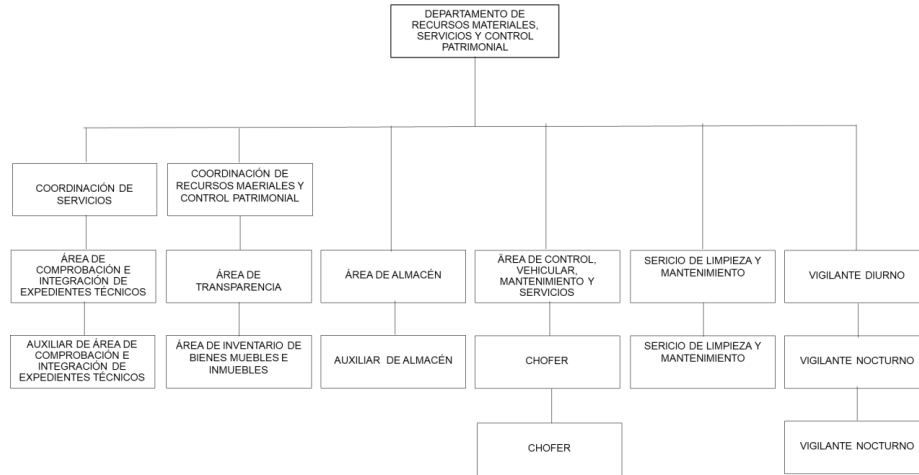 DEPARTAMENTO DE
RECURSOS MATERIALES,
SERVICIOS Y CONTROL
PATRIMONIAL
COORDINACIÓN DE
SERVICIOS
COORDINACIÓN DE
RECURSOS MAERIALES Y
CONTROL PATRIMONIAL
ÁREA DE
COMPROBACIÓN E
INTEGRACIÓN DE
EXPEDIENTES TÉCNICOS
ÁREA DE
TRANSPARENCIA
ÁREA DE ALMACÉN
ÁREA DE CONTROL,
VEHICULAR,
MANTENIMIENTO Y
SERVICIOS
SERICIO DE LIMPIEZA Y
MANTENIMIENTO
VIGILANTE DIURNO
AUXILIAR DE ÁREA DE
COMPROBACIÓN E
INTEGRACIÓN DE
EXPEDIENTES TÉCNICOS
ÁREA DE INVENTARIO DE
BIENES MUEBLES E
INMUEBLES
AUXILIAR DE ALMACÉN
CHOFER
SERICIO DE LIMPIEZA Y
MANTENIMIENTO
VIGILANTE NOCTURNO
CHOFER
VIGILANTE NOCTURNO